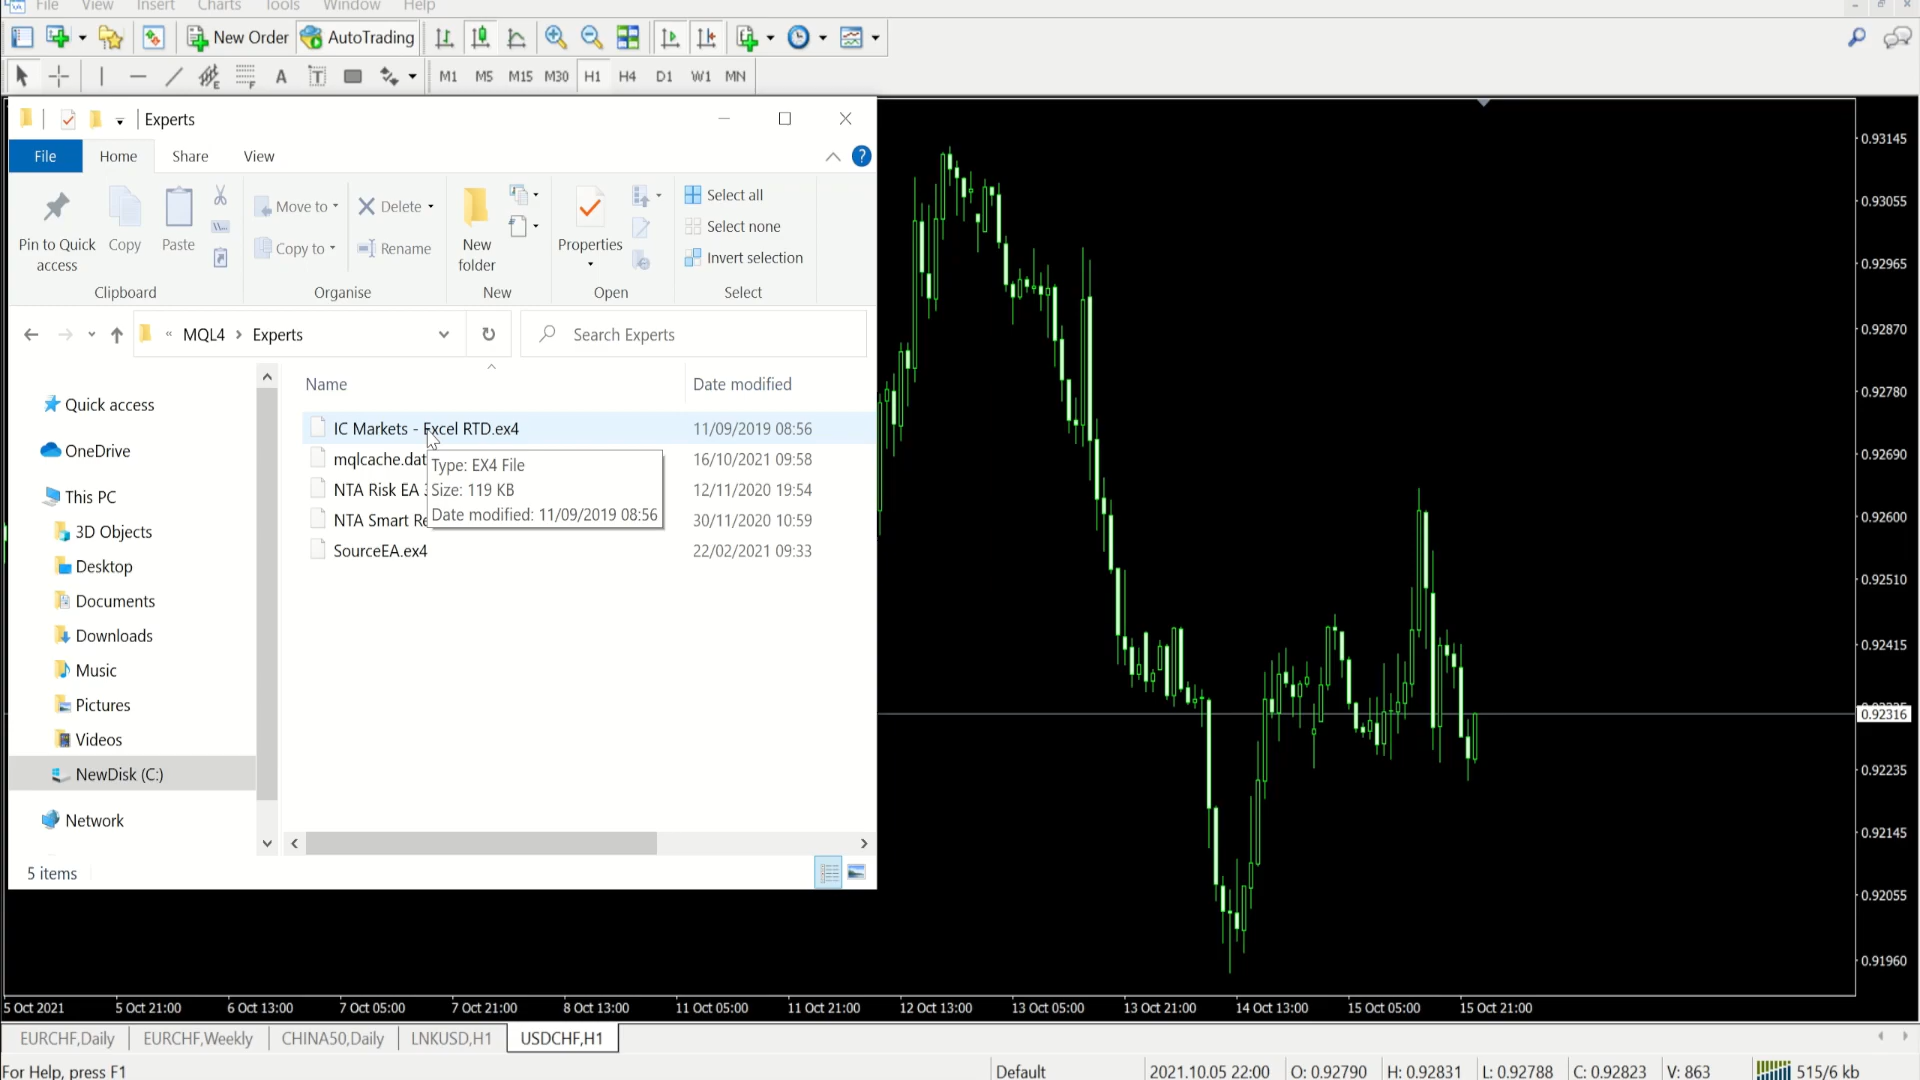 File View Insert Charts Tools Window Help
New Order AutoTrading
A T M1 M5 M15 M30 H1 H4 D1 W1 MN
Experts
File Home Share View
Pin to Quick access
Copy
Paste
Move to
Copy to
Delete
Rename
New folder
Properties
Select all
Select none
Invert selection
Clipboard Organise New Open Select
« MQL4 > Experts
Search Experts
Name Date modified
Quick access
OneDrive
This PC
3D Objects
Desktop
Documents
Downloads
Music
Pictures
Videos
NewDisk (C:)
Network
IC Markets - Excel RTD.ex4 11/09/2019 08:56
mqlcache.dat 16/10/2021 09:58
NTA Risk EA 12/11/2020 19:54
NTA Smart Re 30/11/2020 10:59
SourceEA.ex4 22/02/2021 09:33
Type: EX4 File
Size: 119 KB
Date modified: 11/09/2019 08:56
5 items
0.93145
0.93055
0.92965
0.92870
0.92780
0.92690
0.92600
0.92510
0.92415
0.92316
0.92235
0.92145
0.92055
0.91960
5 Oct 2021 5 Oct 21:00 6 Oct 13:00 7 Oct 05:00 7 Oct 21:00 8 Oct 13:00 11 Oct 05:00 11 Oct 21:00 12 Oct 13:00 13 Oct 05:00 13 Oct 21:00 14 Oct 13:00 15 Oct 05:00 15 Oct 21:00
EURCHF,Daily EURCHF,Weekly CHINA50,Daily LNKUSD,H1 USDCHF,H1
For Help, press F1 Default 2021.10.05 22:00 O: 0.92790 H: 0.92831 L: 0.92788 C: 0.92823 V: 863 515/6 kb